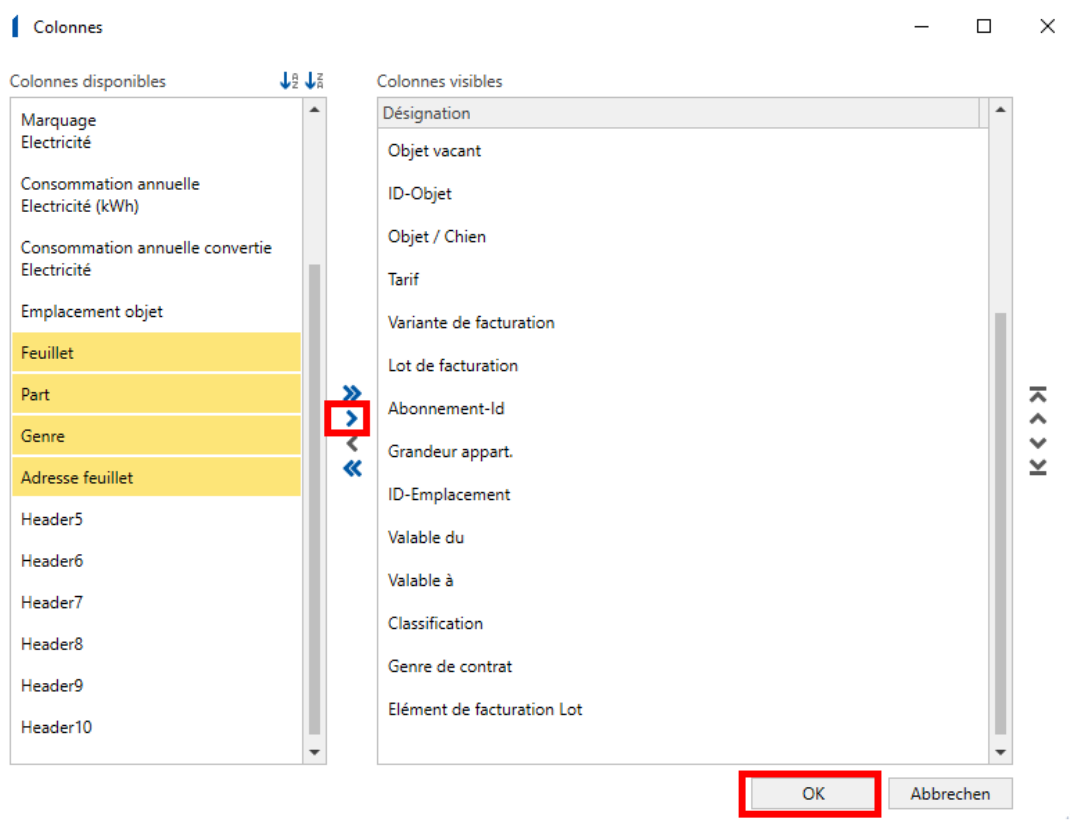 Colonnes
Colonnes disponibles
Marquage
Electricité
Consommation annuelle
Electricité (kWh)
Consommation annuelle convertie
Electricité
Emplacement objet
Feuillet
Part
Genre
Adresse feuillet
Header5
Header6
Header7
Header8
Header9
Header10
Colonnes visibles
Désignation
Objet vacant
ID-Objet
Objet / Chien
Tarif
Variante de facturation
Lot de facturation
Abonnement-Id
Grandeur appart.
ID-Emplacement
Valable du
Valable à
Classification
Genre de contrat
Elément de facturation Lot
OK
Abbrechen